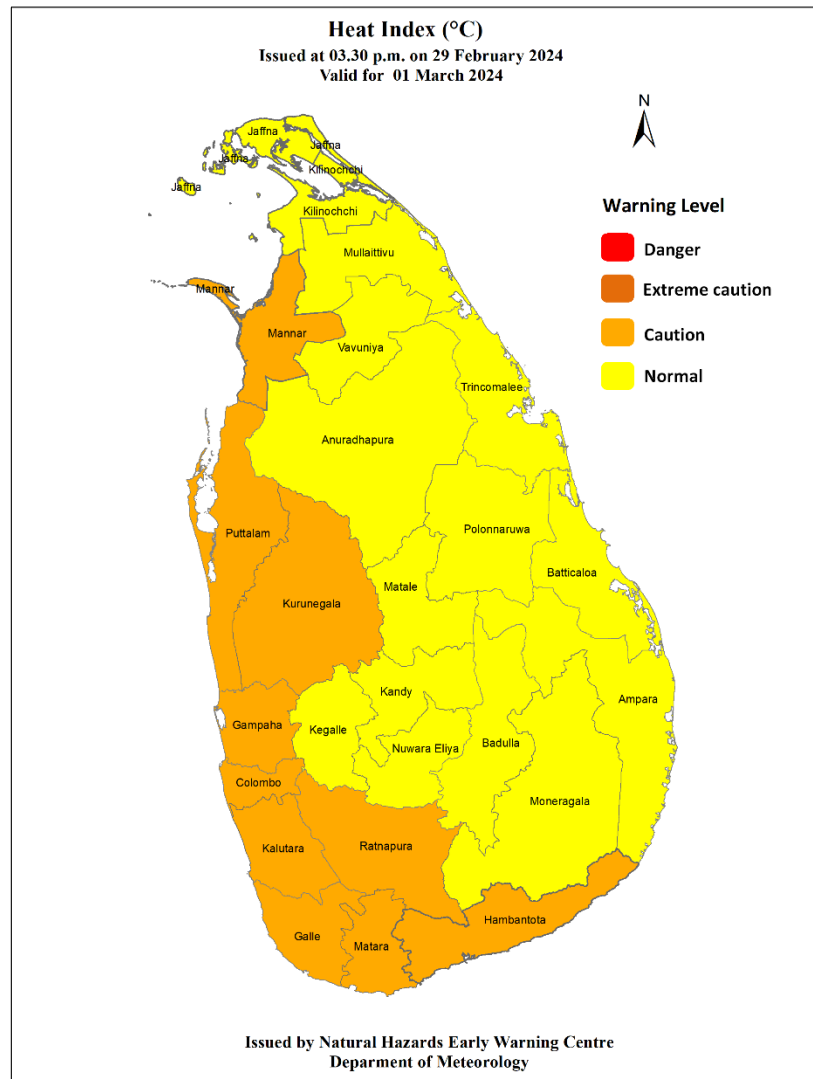 Heat Index (°C)
Issued at 03.30 p.m. on 29 February 2024
Valid for 01 March 2024
N
Jaffna
Jaffna
Jaffna
Kilinochchi
Jaffna
Kilinochchi
Mullaittivu
Mannar
Mannar
Vavuniya
Trincomalee
Anuradhapura
Puttalam
Polonnaruwa
Batticaloa
Matale
Kurunegala
Kandy
Ampara
Gampaha
Kegalle
Nuwara Eliya
Badulla
Colombo
Moneragala
Kalutara
Ratnapura
Hambantota
Galle
Matara
Warning Level
Danger
Extreme caution
Caution
Normal
Issued by Natural Hazards Early Warning Centre
Deparment of Meteorology